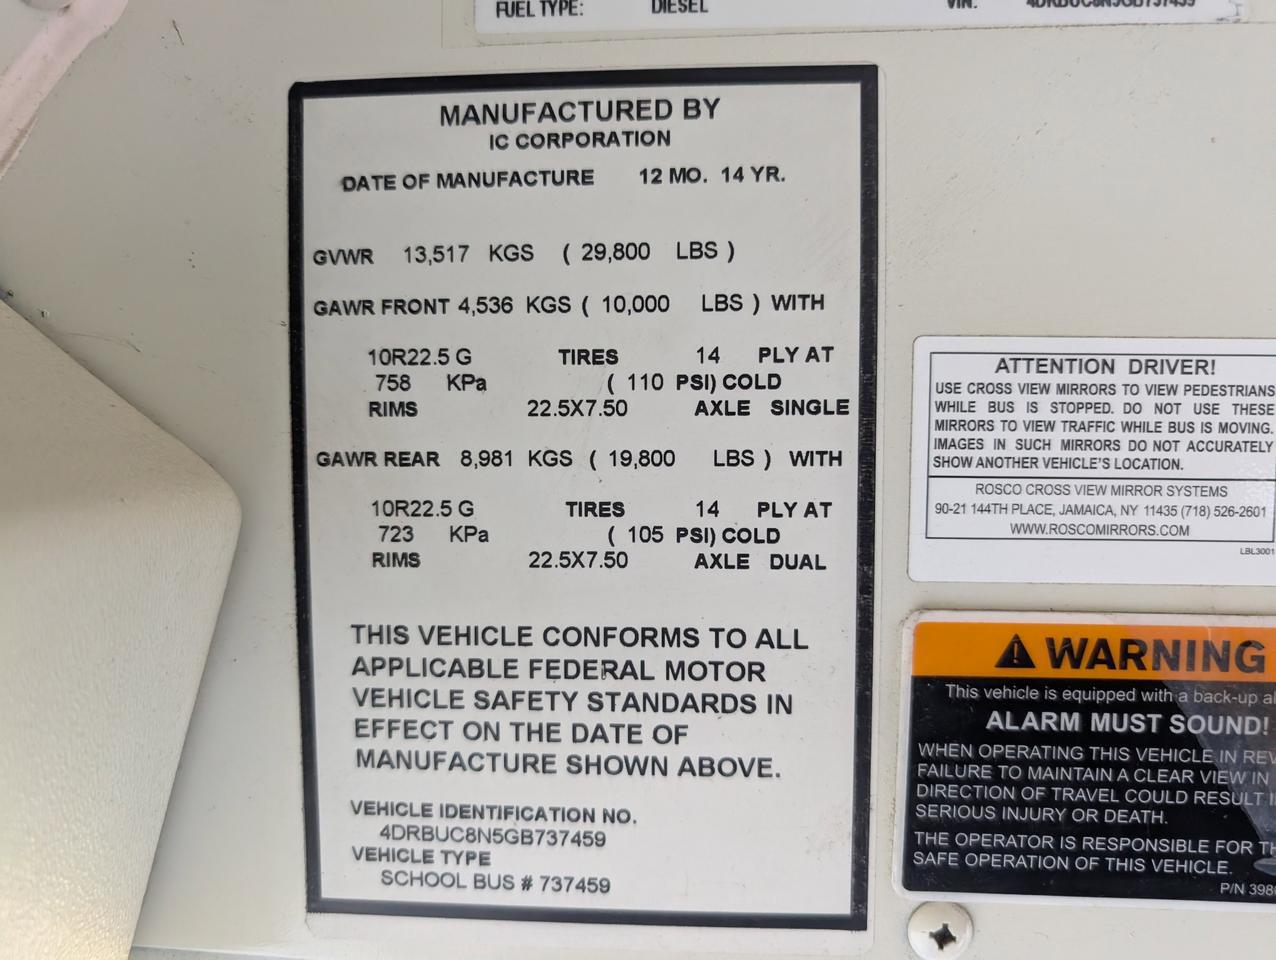 FUEL TYPE: DIESEL VIN: 4DRBUC8N5GB737459
MANUFACTURED BY
IC CORPORATION
DATE OF MANUFACTURE 12 MO. 14 YR.
GVWR 13,517 KGS ( 29,800 LBS )
GAWR FRONT 4,536 KGS ( 10,000 LBS ) WITH
10R22.5 G TIRES 14 PLY AT
758 KPa ( 110 PSI) COLD
RIMS 22.5X7.50 AXLE SINGLE
GAWR REAR 8,981 KGS ( 19,800 LBS ) WITH
10R22.5 G TIRES 14 PLY AT
723 KPa ( 105 PSI) COLD
RIMS 22.5X7.50 AXLE DUAL
THIS VEHICLE CONFORMS TO ALL
APPLICABLE FEDERAL MOTOR
VEHICLE SAFETY STANDARDS IN
EFFECT ON THE DATE OF
MANUFACTURE SHOWN ABOVE.
VEHICLE IDENTIFICATION NO.
4DRBUC8N5GB737459
VEHICLE TYPE
SCHOOL BUS # 737459
ATTENTION DRIVER!
USE CROSS VIEW MIRRORS TO VIEW PEDESTRIANS
WHILE BUS IS STOPPED. DO NOT USE THESE
MIRRORS TO VIEW TRAFFIC WHILE BUS IS MOVING.
IMAGES IN SUCH MIRRORS DO NOT ACCURATELY
SHOW ANOTHER VEHICLE'S LOCATION.
ROSCO CROSS VIEW MIRROR SYSTEMS
90-21 144TH PLACE, JAMAICA, NY 11435 (718) 526-2601
WWW.ROSCOMIRRORS.COM
LBL3001
WARNING
This vehicle is equipped with a back-up
ALARM MUST SOUND!
WHEN OPERATING THIS VEHICLE IN
FAILURE TO MAINTAIN A CLEAR VIEW IN
DIRECTION OF TRAVEL COULD RESULT
SERIOUS INJURY OR DEATH.
THE OPERATOR IS RESPONSIBLE FOR
SAFE OPERATION OF THIS VEHICLE.
P/N